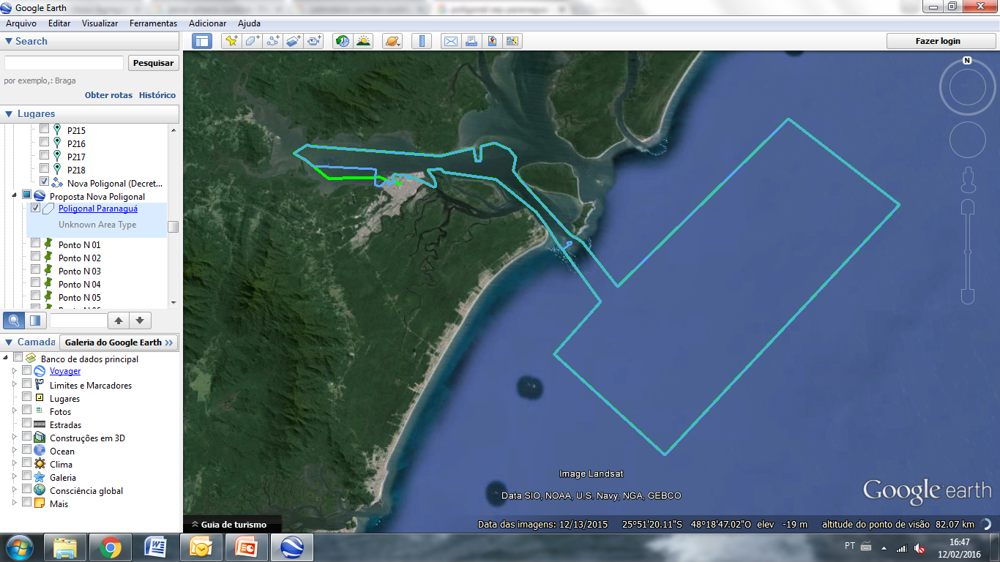 Google Earth
Arquivo Editar Visualizar Ferramentas Adicionar Ajuda
Search
Pesquisar
por exemplo,: Braga
Obter rotas Histórico
Lugares
P215
P216
P217
P218
Nova Poligonal (Decret...
Proposta Nova Poligonal
Poligonal Paranaguá
Unknown Area Type
Ponto N 01
Ponto N 02
Ponto N 03
Ponto N 04
Ponto N 05
Camada
Galeria do Google Earth >>
Banco de dados principal
Voyager
Limites e Marcadores
Lugares
Fotos
Estradas
Construções em 3D
Ocean
Clima
Galeria
Consciência global
Mais
Fazer login
N
Image Landsat
Data SIO, NOAA, U.S. Navy, NGA, GEBCO
Google earth
Guia de turismo
Data das imagens: 12/13/2015 25°51'20.11"S 48°18'47.02"O elev -19 m altitude do ponto de visão 82.07 km
PT
16:47
12/02/2016